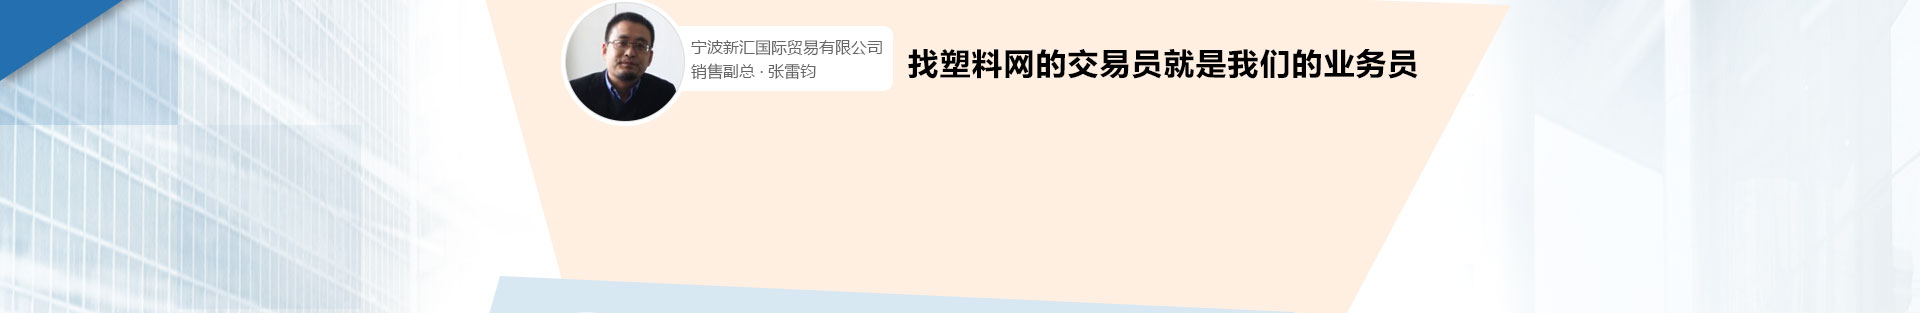 宁波新汇国际贸易有限公司
销售副总·张雷钧
找塑料网的交易员就是我们的业务员